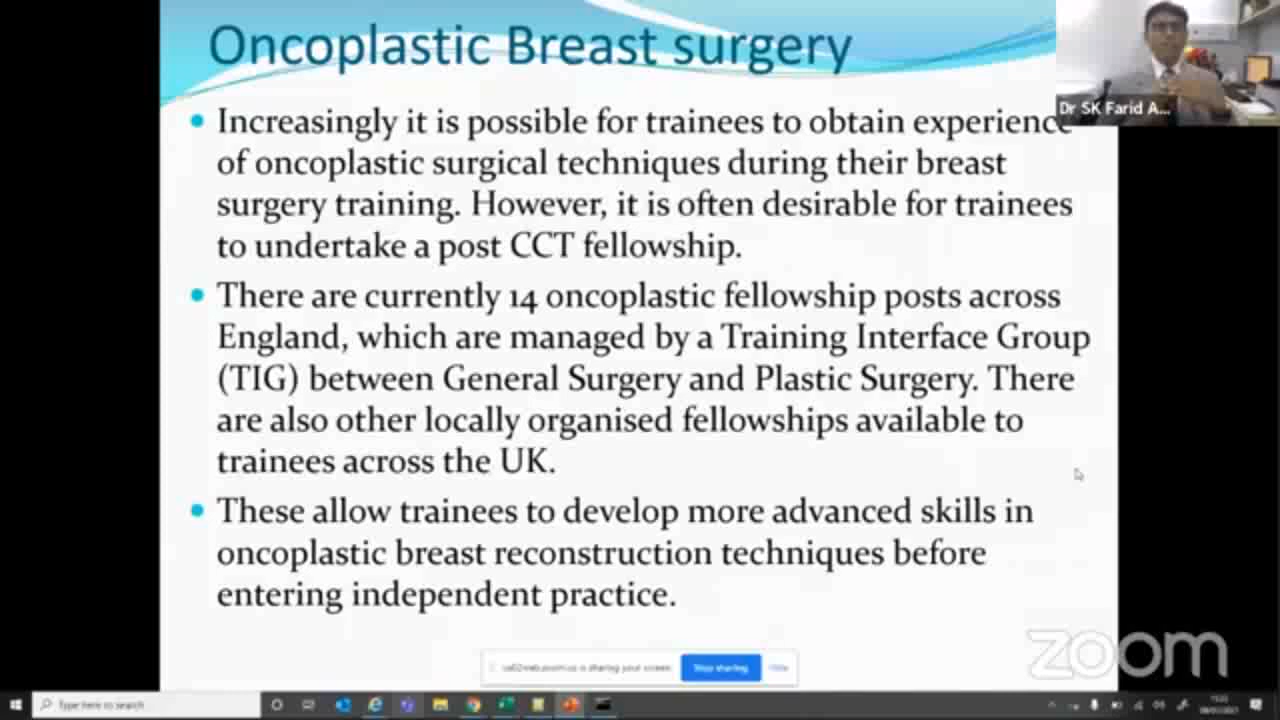 Oncoplastic Breast surgery
Dr SK Farid A...
Increasingly it is possible for trainees to obtain experience
of oncoplastic surgical techniques during their breast
surgery training. However, it is often desirable for trainees
to undertake a post CCT fellowship.
There are currently 14 oncoplastic fellowship posts across
England, which are managed by a Training Interface Group
(TIG) between General Surgery and Plastic Surgery. There
are also other locally organised fellowships available to
trainees across the UK.
These allow trainees to develop more advanced skills in
oncoplastic breast reconstruction techniques before
entering independent practice.
zoom
is sharing your screen
Stop sharing
Hide
Type here to search